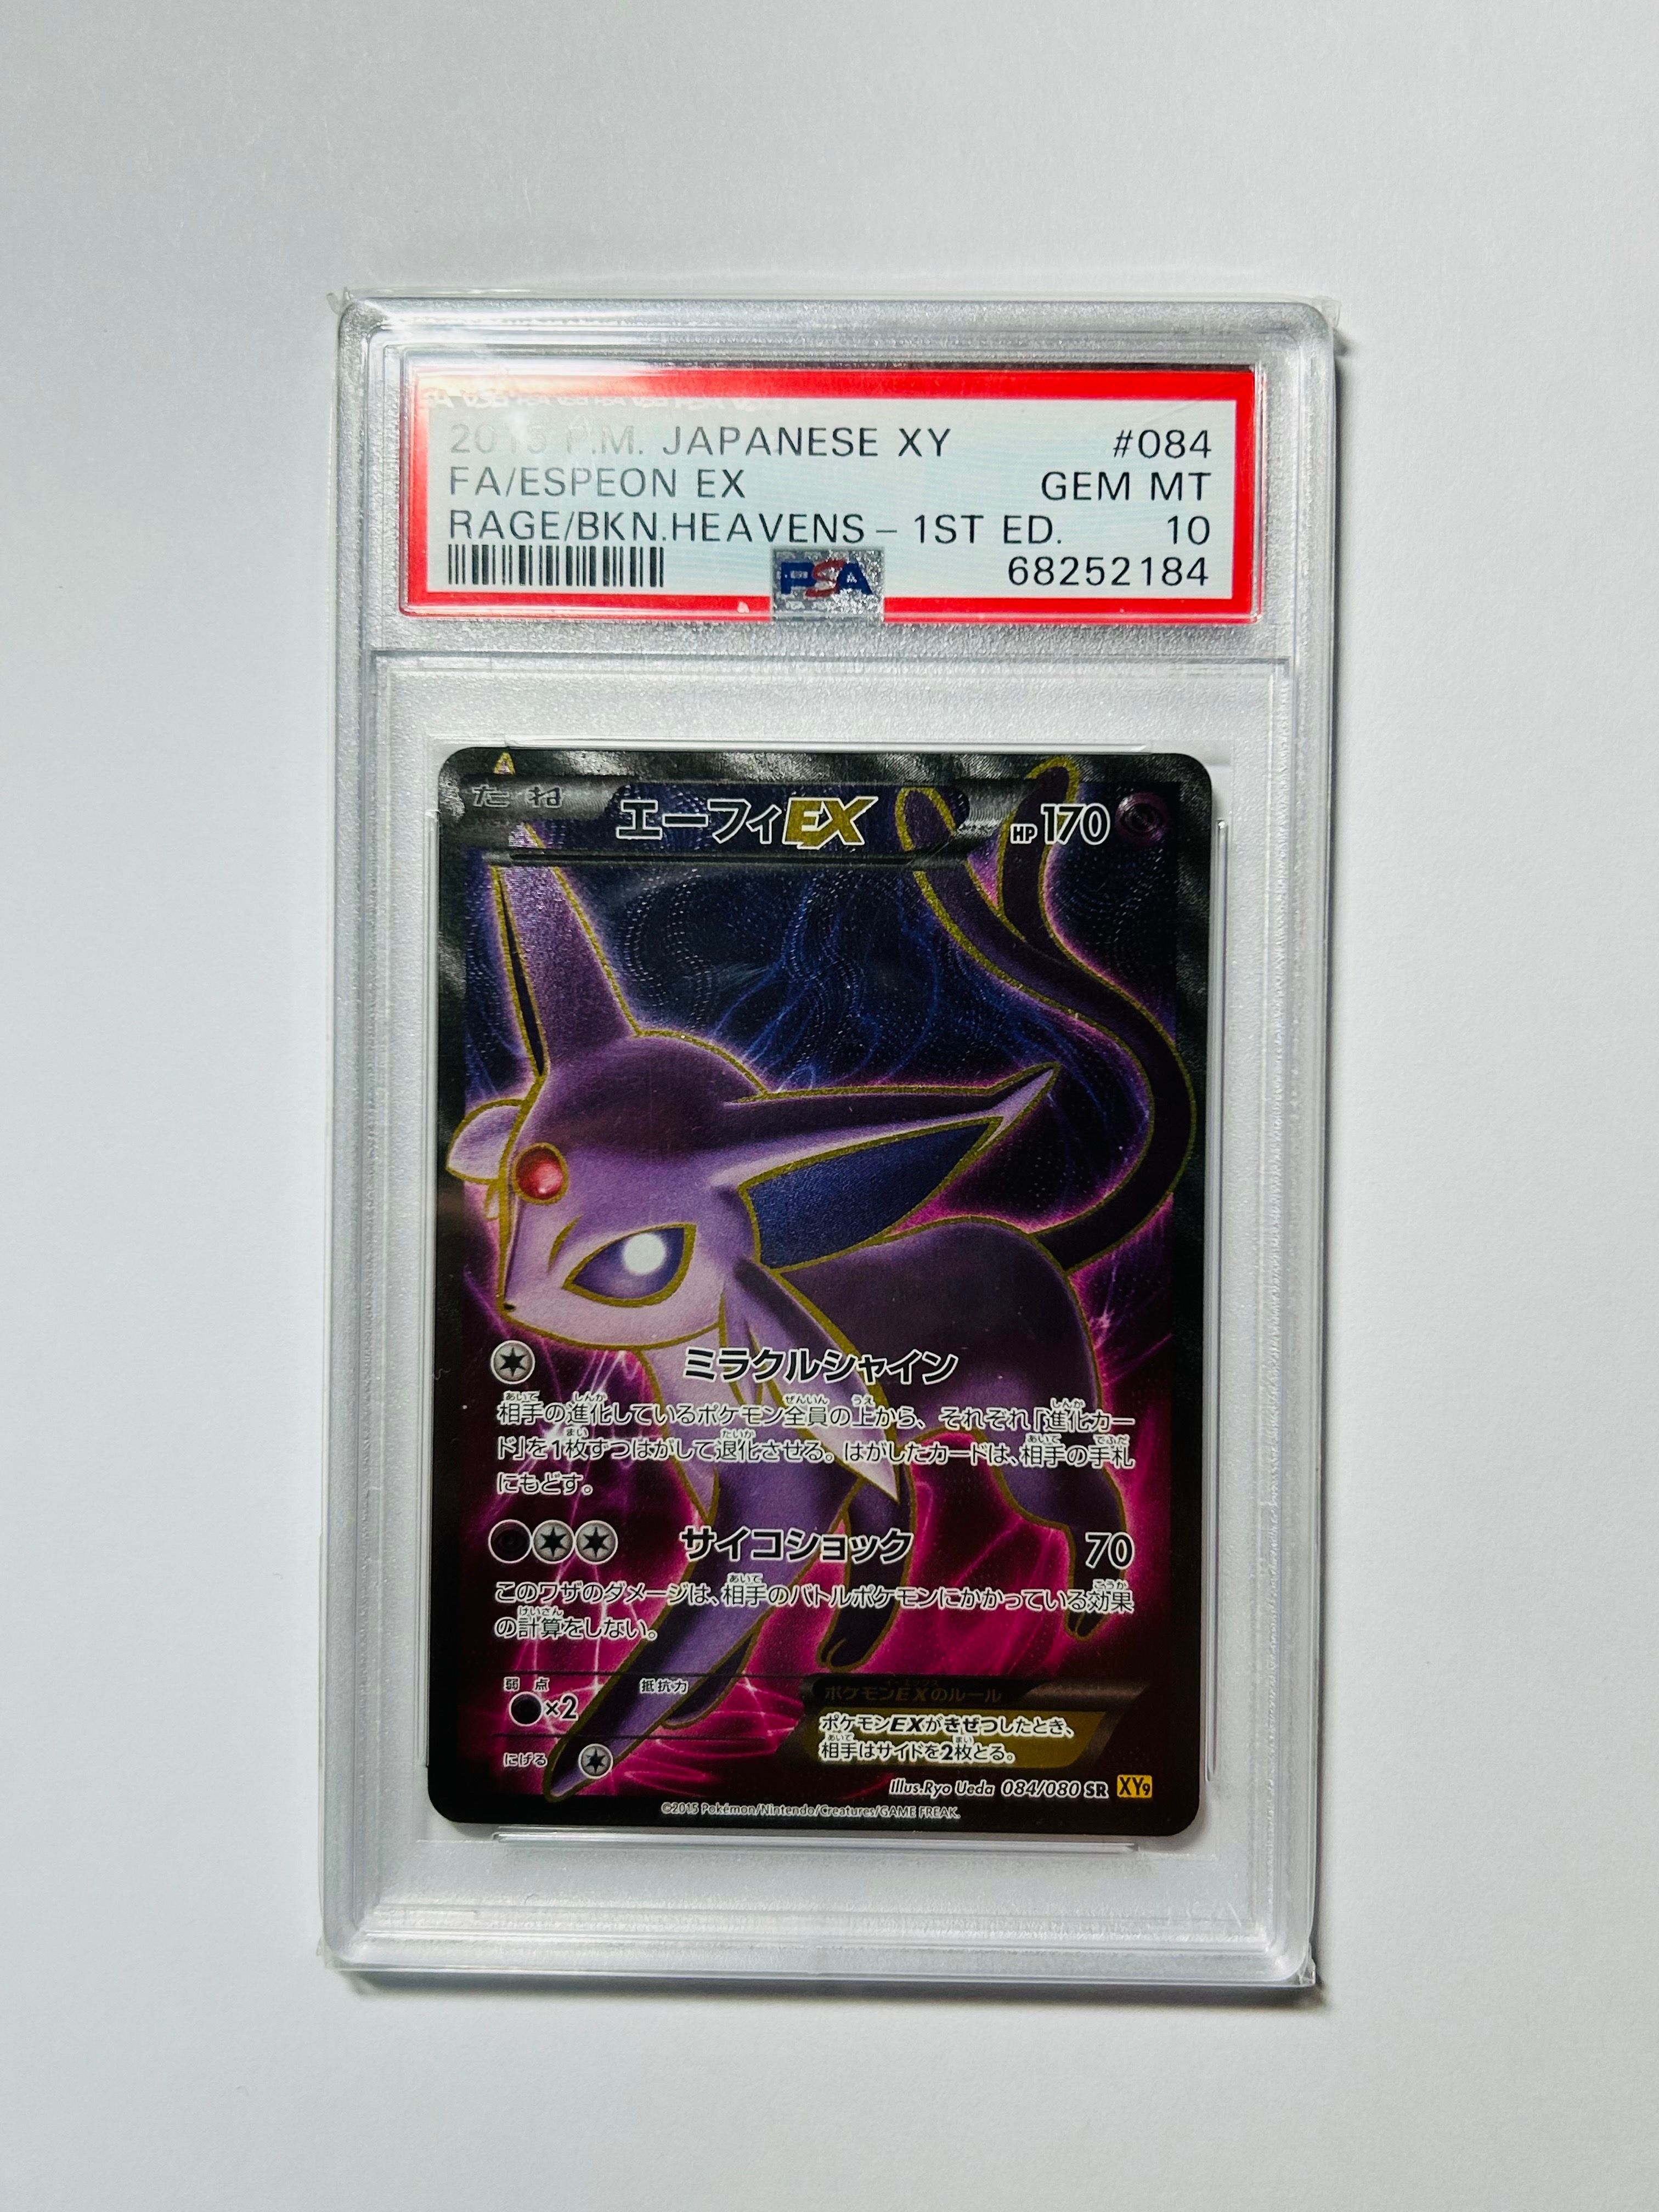 2015 P.M. JAPANESE XY #084
FA/ESPEON EX GEM MT
RAGE/BKN.HEAVENS – 1ST ED. 10
PSA 68252184
たね エーフィEX HP170
ミラクルシャイン
相手の進化しているポケモン全員の上から、それぞれ「進化カー
ド」を1枚ずつはがして退化させる。はがしたカードは、相手の手札
にもどす。
サイコショック 70
このワザのダメージは、相手のバトルポケモンにかかっている効果
の計算をしない。
弱点 抵抗力
×2
ポケモンEXのルール
ポケモンEXがきぜつしたとき、
相手はサイドを2枚とる。
にげる
Illus.Ryo Ueda 084/080 SR XY9
©2015 Pokémon/Nintendo/Creatures/GAME FREAK.